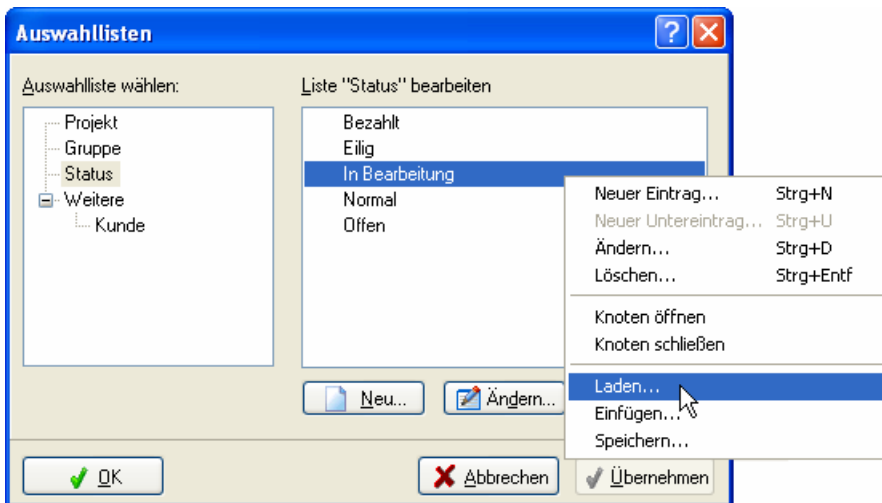 Auswahllisten
Auswahlliste wählen:
Projekt
Gruppe
Status
Weitere
Kunde
Liste "Status" bearbeiten
Bezahlt
Eilig
In Bearbeitung
Normal
Offen
Neuer Eintrag... Strg+N
Neuer Untereintrag... Strg+U
Ändern... Strg+D
Löschen... Strg+Entf
Knoten öffnen
Knoten schließen
Laden...
Einfügen...
Speichern...
Neu... Ändern...
OK Abbrechen Übernehmen